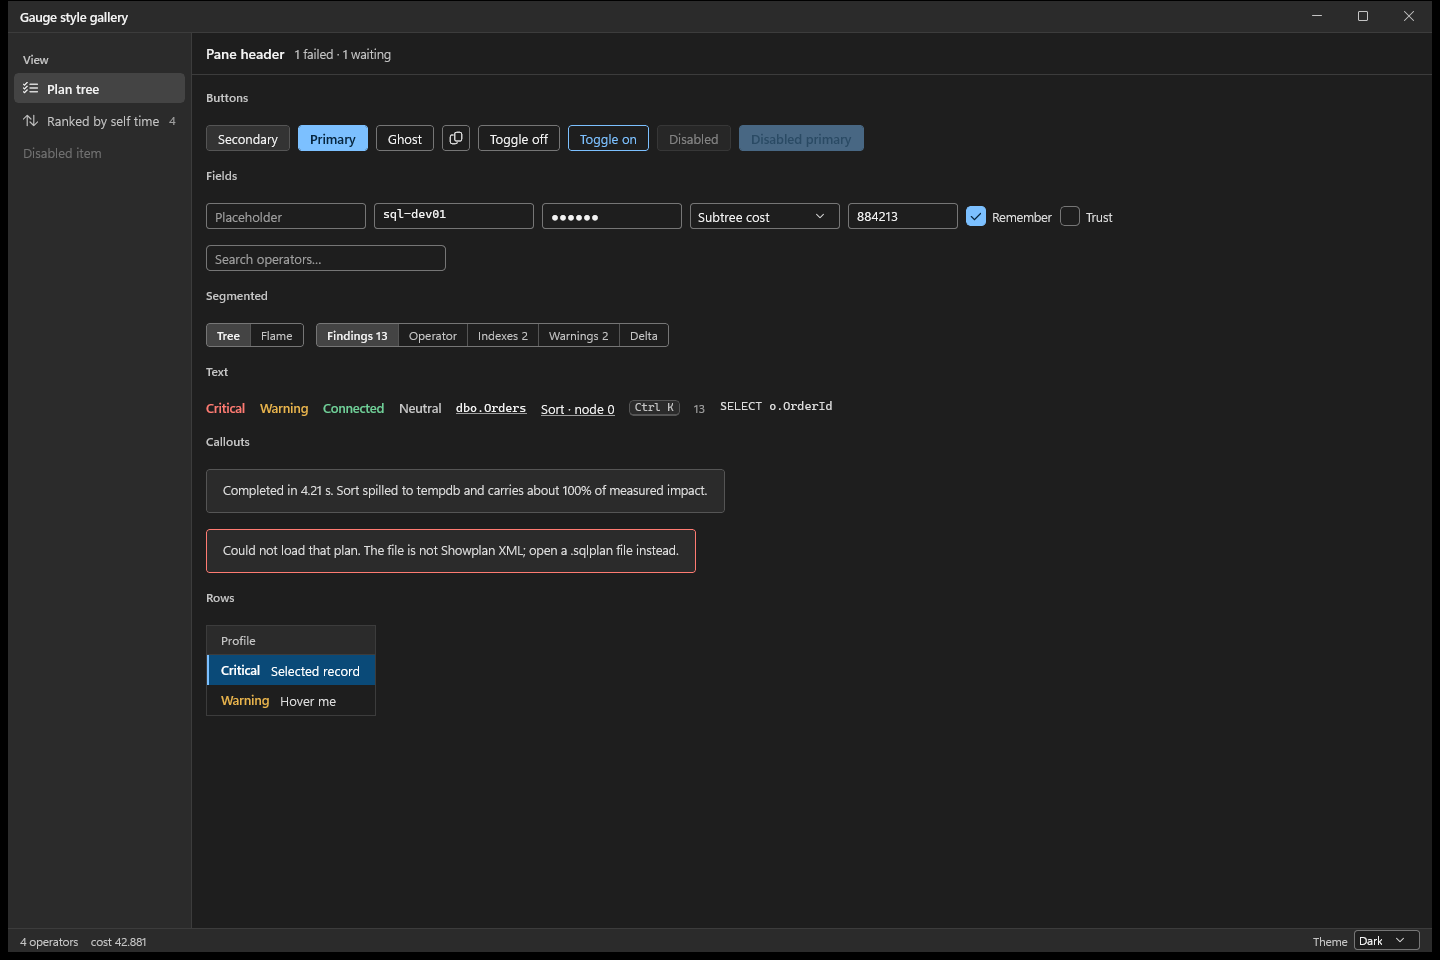 Gauge style gallery
View
Plan tree
Ranked by self time 4
Disabled item
Pane header 1 failed · 1 waiting
Buttons
Secondary Primary Ghost Toggle off Toggle on Disabled Disabled primary
Fields
Placeholder sql-dev01 ●●●●●● Subtree cost 884213 Remember Trust
Search operators...
Segmented
Tree Flame Findings 13 Operator Indexes 2 Warnings 2 Delta
Text
Critical Warning Connected Neutral dbo.Orders Sort · node 0 Ctrl K 13 SELECT o.OrderId
Callouts
Completed in 4.21 s. Sort spilled to tempdb and carries about 100% of measured impact.
Could not load that plan. The file is not Showplan XML; open a .sqlplan file instead.
Rows
Profile
Critical Selected record
Warning Hover me
4 operators cost 42.881 Theme Dark